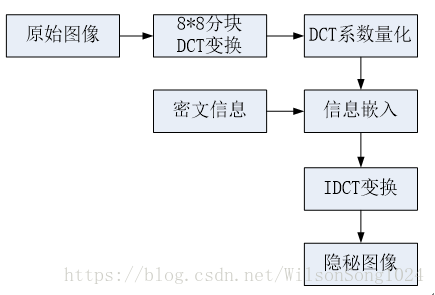 原始图像
8*8分块
DCT变换
DCT系数量化
密文信息
信息嵌入
IDCT变换
隐秘图像
https://blog.csdn.net/WilsonSong1024